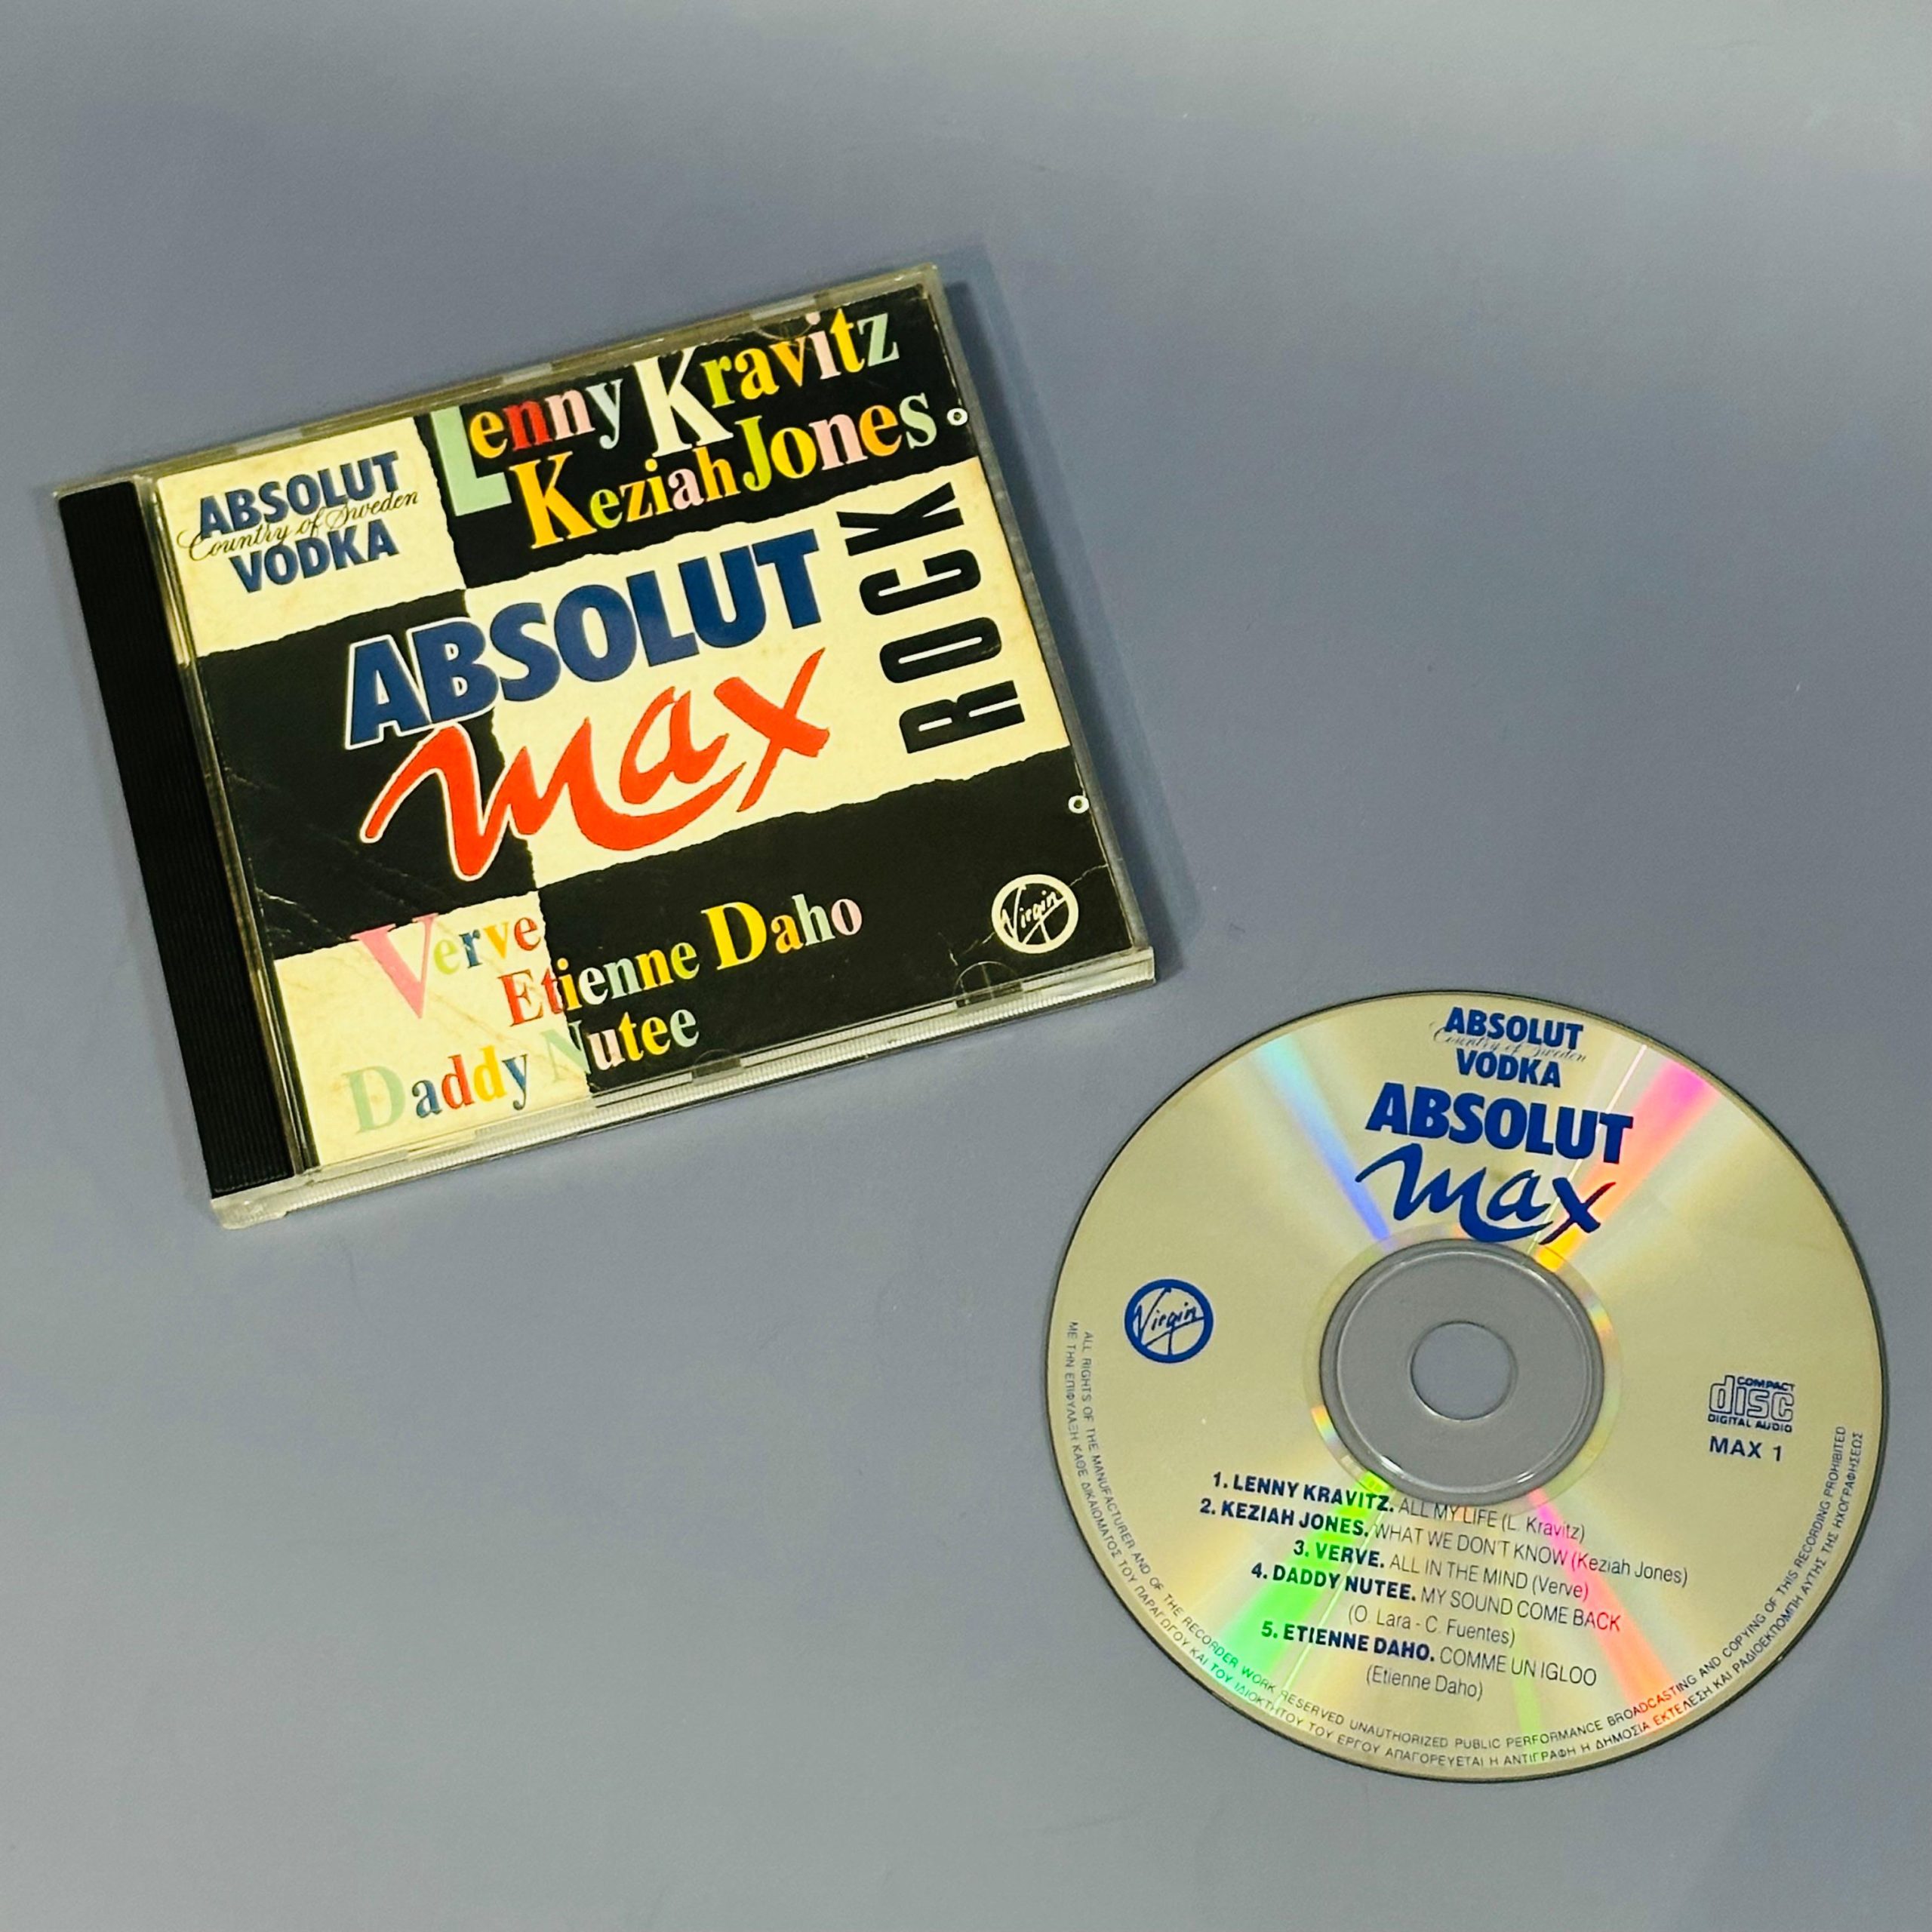 Lenny Kravitz
Keziah Jones
ABSOLUT
Country of Sweden
VODKA
ABSOLUT
max
ROCK
Verve
Etienne Daho
Daddy Nutee
Virgin
ABSOLUT
Country of Sweden
VODKA
ABSOLUT
max
Virgin
COMPACT
disc
DIGITAL AUDIO
MAX 1
1. LENNY KRAVITZ. ALL MY LIFE (L. Kravitz)
2. KEZIAH JONES. WHAT WE DON'T KNOW (Keziah Jones)
3. VERVE. ALL IN THE MIND (Verve)
4. DADDY NUTEE. MY SOUND COME BACK
(O. Lara - C. Fuentes)
5. ETIENNE DAHO. COMME UN IGLOO
(Etienne Daho)
ALL RIGHTS OF THE MANUFACTURER AND OF THE RECORDER WORK RESERVED UNAUTHORIZED PUBLIC PERFORMANCE BROADCASTING AND COPYING OF THIS RECORDING PROHIBITED
ΜΕ ΤΗΝ ΕΠΙΦΥΛΑΞΗ ΚΑΘΕ ΔΙΚΑΙΩΜΑΤΟΣ ΤΟΥ ΠΑΡΑΓΩΓΟΥ ΚΑΙ ΤΟΥ ΙΔΙΟΚΤΗΤΟΥ ΤΟΥ ΕΡΓΟΥ ΑΠΑΓΟΡΕΥΕΤΑΙ Η ΑΝΤΙΓΡΑΦΗ Η ΔΗΜΟΣΙΑ ΕΚΤΕΛΕΣΗ ΚΑΙ ΡΑΔΙΟΕΚΠΟΜΠΗ ΑΥΤΗΣ ΤΗΣ ΗΧΟΓΡΑΦΗΣΕΩΣ